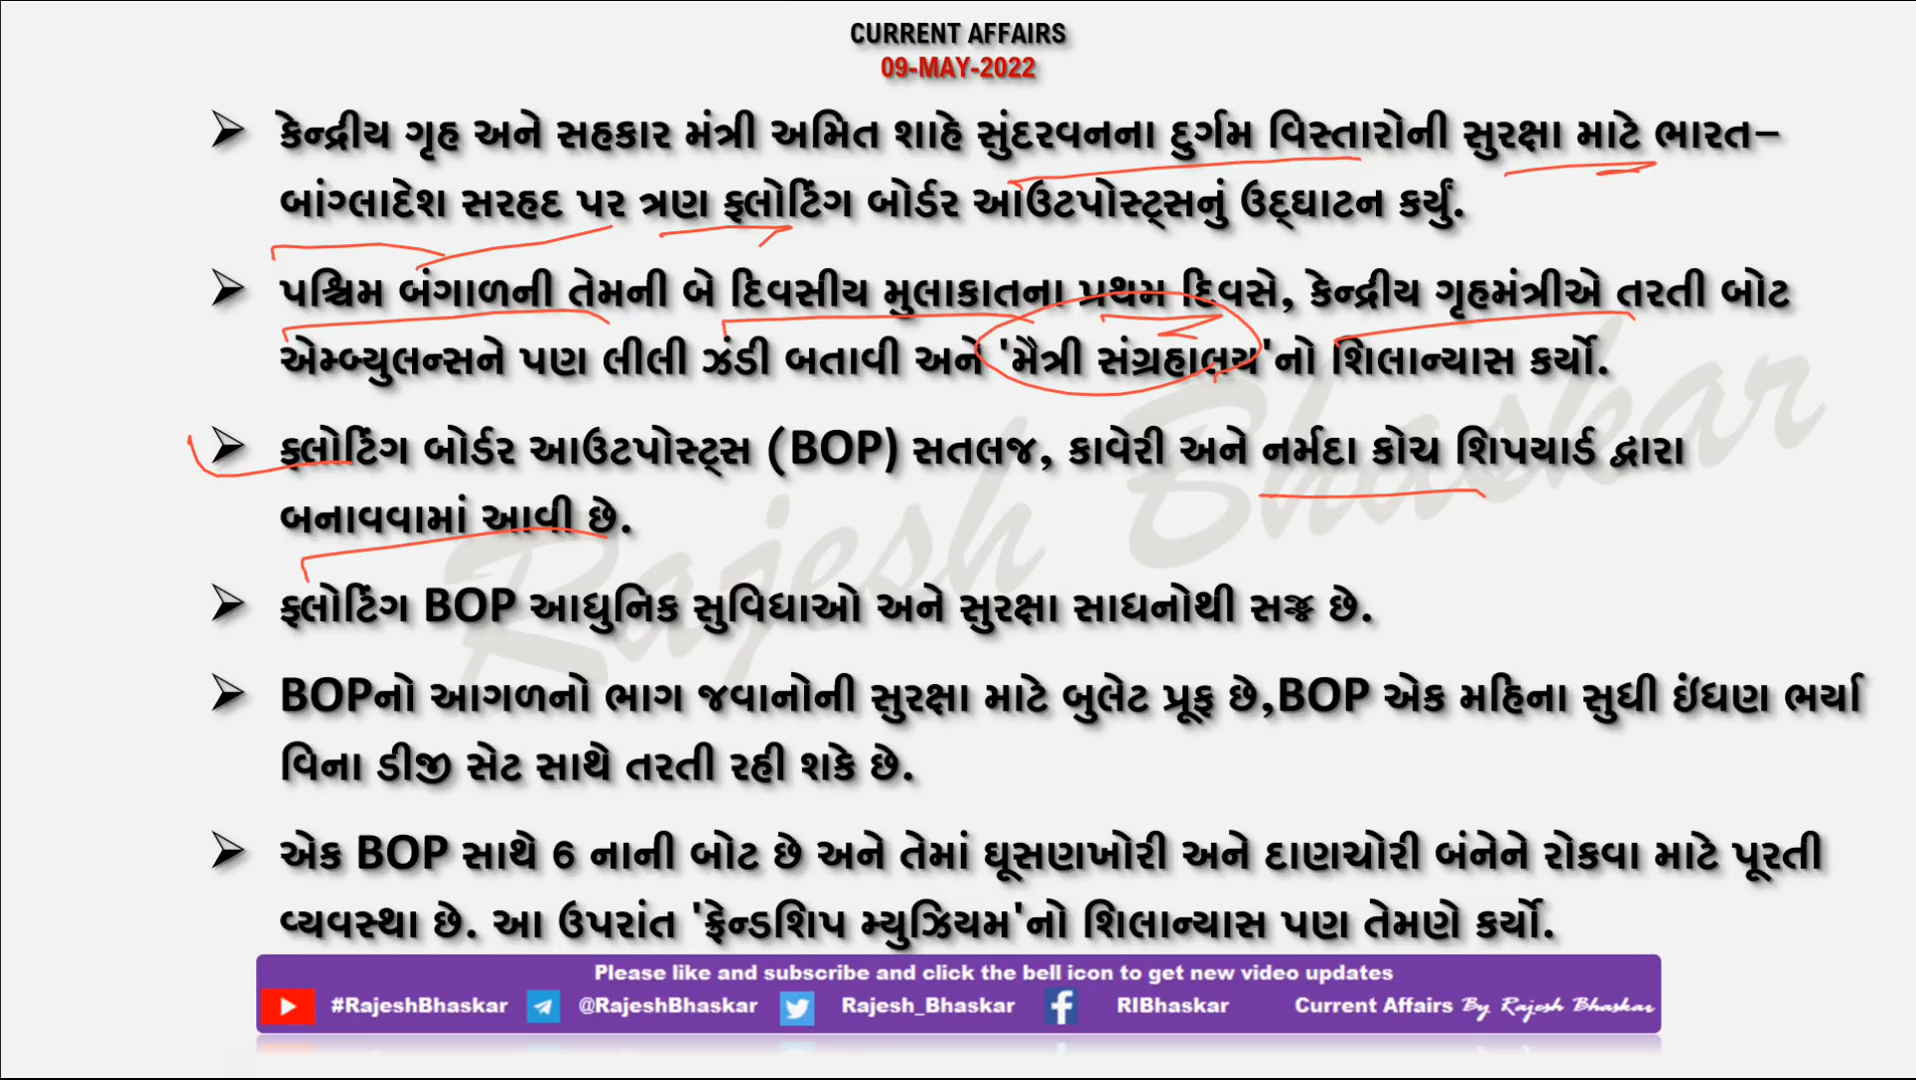 CURRENT AFFAIRS
09-MAY-2022
➢ કેન્દ્રીય ગૃહ અને સહકાર મંત્રી અમિત શાહે સુંદરવનના દુર્ગમ વિસ્તારોની સુરક્ષા માટે ભારત–
બાંગ્લાદેશ સરહદ પર ત્રણ ફ્લોટિંગ બોર્ડર આઉટપોસ્ટ્સનું ઉદ્‌ઘાટન કર્યું.
➢ પશ્ચિમ બંગાળની તેમની બે દિવસીય મુલાકાતના પ્રથમ દિવસે, કેન્દ્રીય ગૃહમંત્રીએ તરતી બોટ
એમ્બ્યુલન્સને પણ લીલી ઝંડી બતાવી અને 'મૈત્રી સંગ્રહાલય'નો શિલાન્યાસ કર્યો.
➢ ફ્લોટિંગ બોર્ડર આઉટપોસ્ટ્સ (BOP) સતલજ, કાવેરી અને નર્મદા કોચ શિપયાર્ડ દ્વારા
બનાવવામાં આવી છે.
➢ ફ્લોટિંગ BOP આધુનિક સુવિધાઓ અને સુરક્ષા સાધનોથી સજ્જ છે.
➢ BOPનો આગળનો ભાગ જવાનોની સુરક્ષા માટે બુલેટ પ્રૂફ છે,BOP એક મહિના સુધી ઈંધણ ભર્યા
વિના ડીજી સેટ સાથે તરતી રહી શકે છે.
➢ એક BOP સાથે 6 નાની બોટ છે અને તેમાં ઘૂસણખોરી અને દાણચોરી બંનેને રોકવા માટે પૂરતી
વ્યવસ્થા છે. આ ઉપરાંત 'ફ્રેન્ડશિપ મ્યુઝિયમ'નો શિલાન્યાસ પણ તેમણે કર્યો.
Rajesh Bhaskar
Please like and subscribe and click the bell icon to get new video updates
#RajeshBhaskar @RajeshBhaskar Rajesh_Bhaskar RIBhaskar Current Affairs By Rajesh Bhaskar